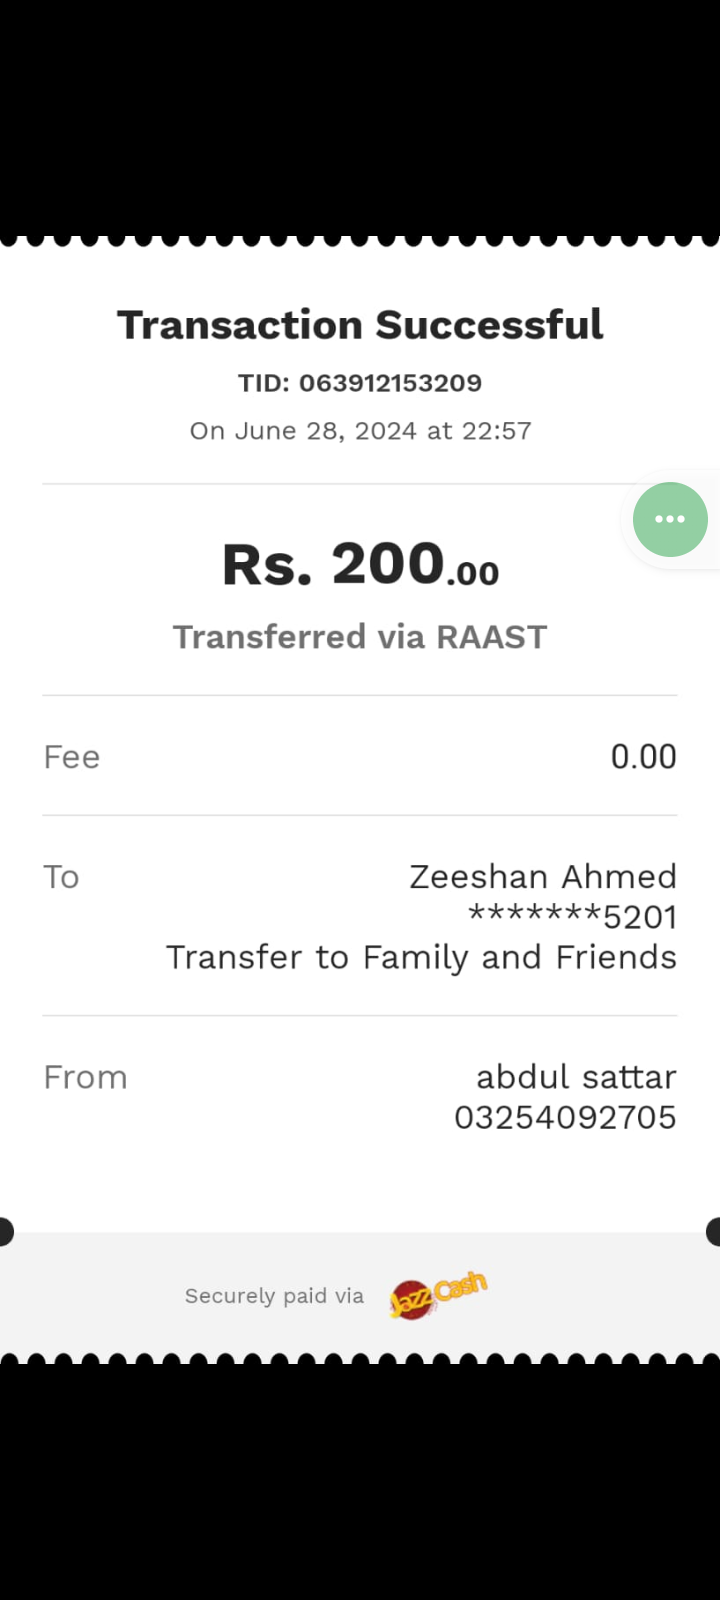 Transaction Successful
TID: 063912153209
On June 28, 2024 at 22:57
Rs. 200.00
Transferred via RAAST
Fee 0.00
To Zeeshan Ahmed
*******5201
Transfer to Family and Friends
From abdul sattar
03254092705
Securely paid via JazzCash